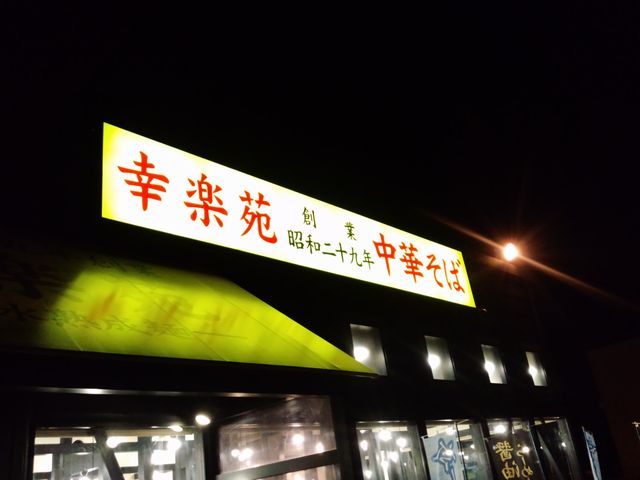 幸楽苑
創業
昭和二十九年
中華そば